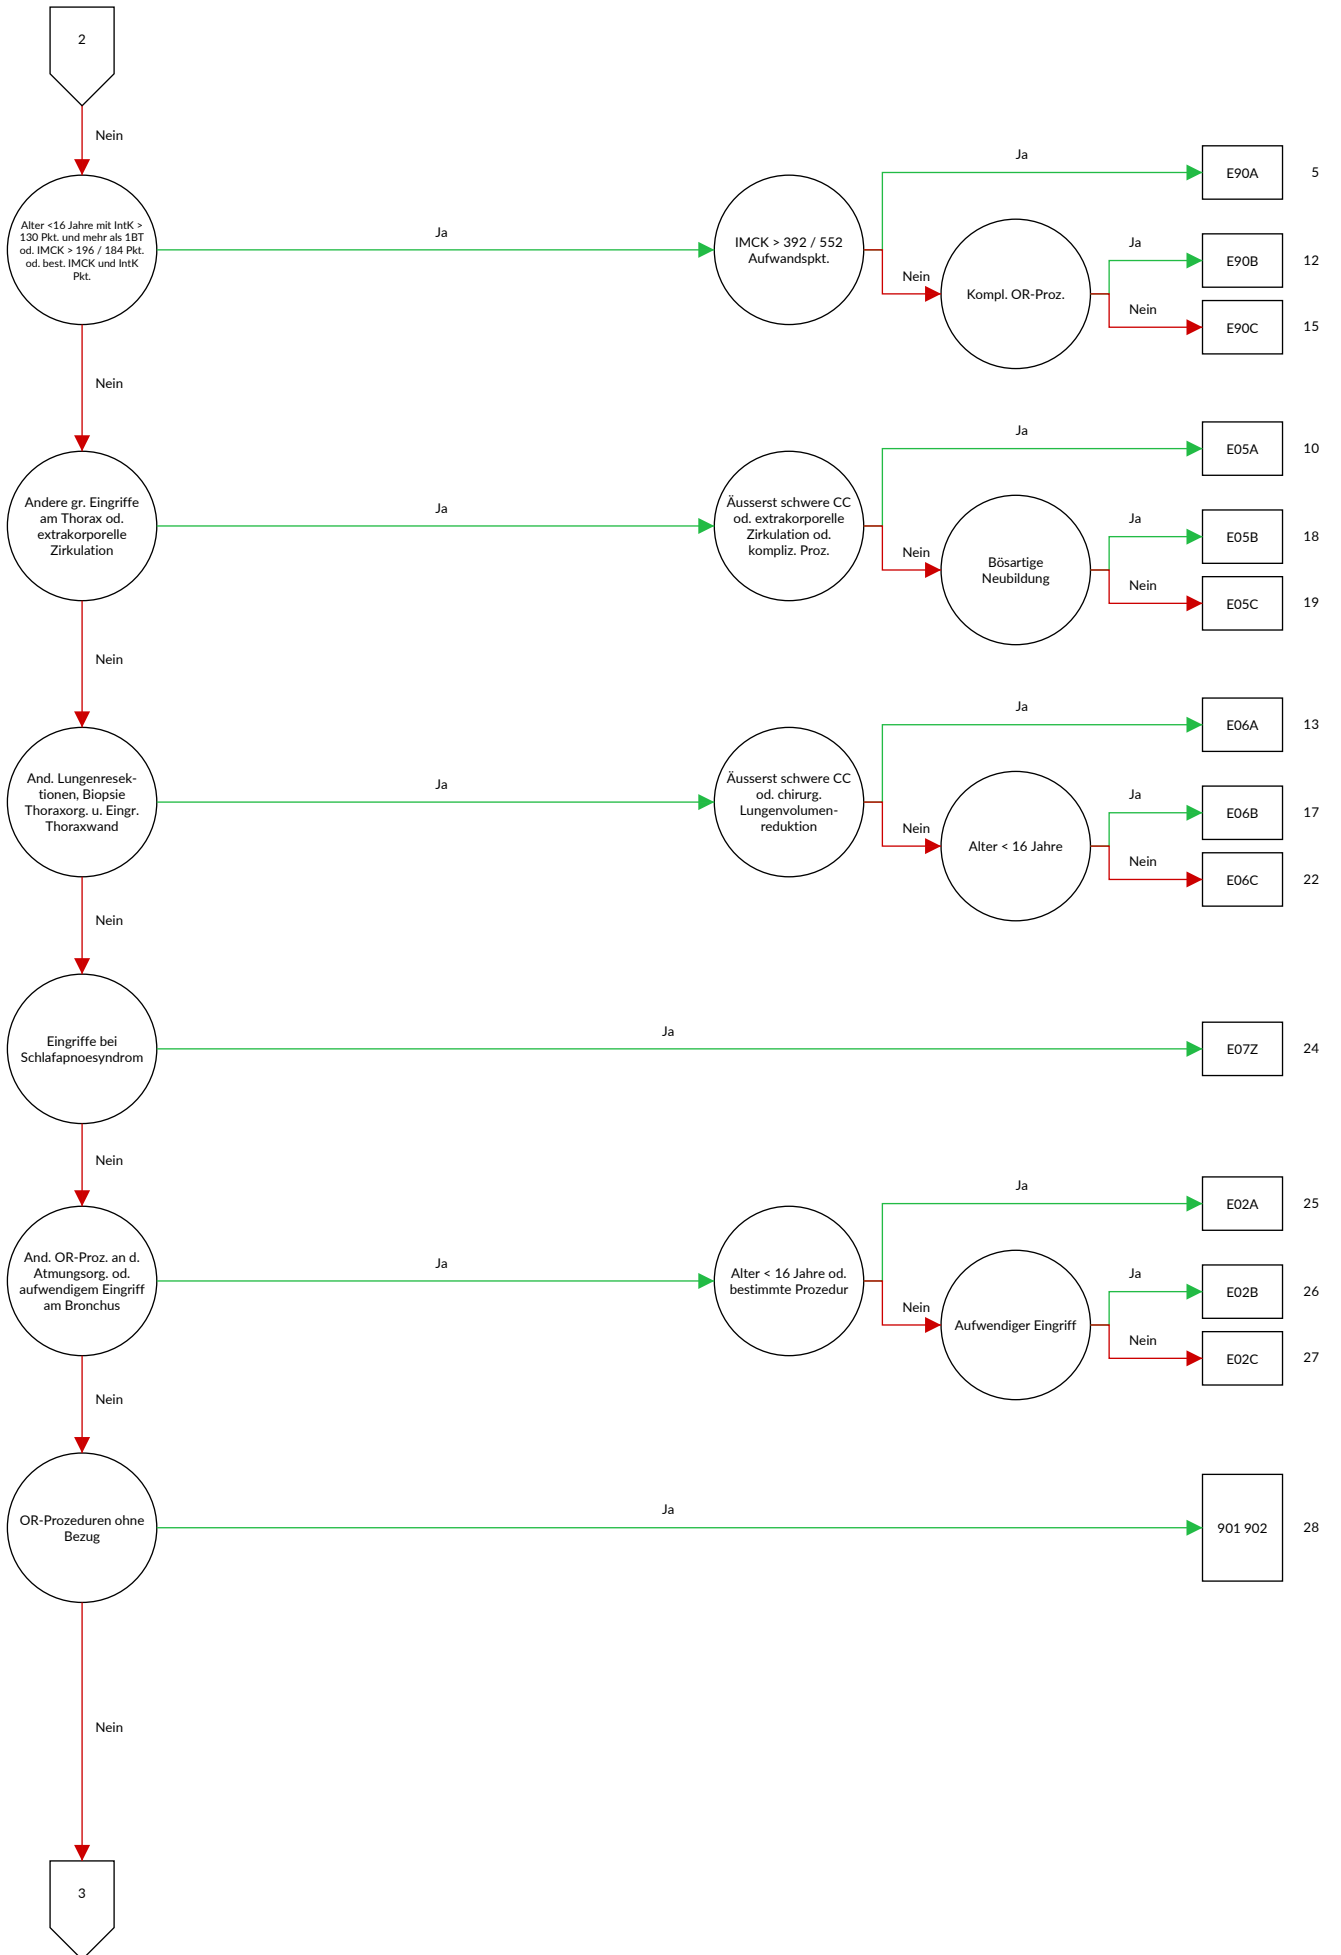 2
Nein
Alter <16 Jahre mit IntK >
130 Pkt. und mehr als 1BT
od. IMCK > 196 / 184 Pkt.
od. best. IMCK und IntK
Pkt.
Ja
IMCK > 392 / 552
Aufwandspkt.
Ja
E90A
5
Nein
Kompl. OR-Proz.
Ja
E90B
12
Nein
E90C
15
Nein
Andere gr. Eingriffe
am Thorax od.
extrakorporelle
Zirkulation
Ja
Äusserst schwere CC
od. extrakorporelle
Zirkulation od.
kompliz. Proz.
Ja
E05A
10
Nein
Bösartige
Neubildung
Ja
E05B
18
Nein
E05C
19
Nein
And. Lungenresek-
tionen, Biopsie
Thoraxorg. u. Eingr.
Thoraxwand
Ja
Äusserst schwere CC
od. chirurg.
Lungenvolumen-
reduktion
Ja
E06A
13
Nein
Alter < 16 Jahre
Ja
E06B
17
Nein
E06C
22
Nein
Eingriffe bei
Schlafapnoesyndrom
Ja
E07Z
24
Nein
And. OR-Proz. an d.
Atmungsorg. od.
aufwendigem Eingriff
am Bronchus
Ja
Alter < 16 Jahre od.
bestimmte Prozedur
Ja
E02A
25
Nein
Aufwendiger Eingriff
Ja
E02B
26
Nein
E02C
27
Nein
OR-Prozeduren ohne
Bezug
Ja
901 902
28
Nein
3